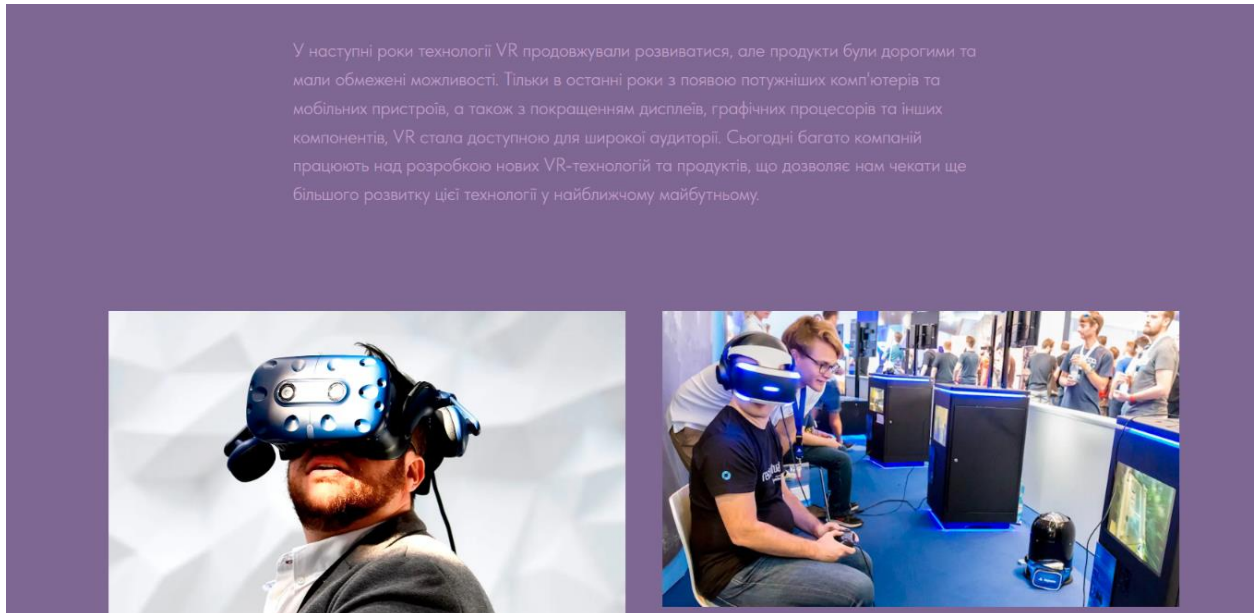 У наступні роки технології VR продовжували розвиватися, але продукти були дорогими та
мали обмежені можливості. Тільки в останні роки з появою потужніших комп'ютерів та
мобільних пристроїв, а також з покращенням дисплеїв, графічних процесорів та інших
компонентів, VR стала доступною для широкої аудиторії. Сьогодні багато компаній
працюють над розробкою нових VR-технологій та продуктів, що дозволяє нам чекати ще
більшого розвитку цієї технології у найближчому майбутньому.